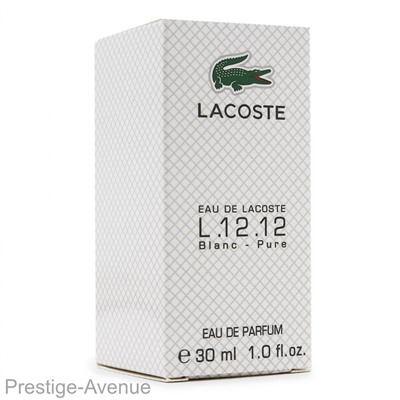 LACOSTE
EAU DE LACOSTE
L.12.12
Blanc - Pure
EAU DE PARFUM
℮ 30 ml 1.0 fl.oz.
Prestige-Avenue